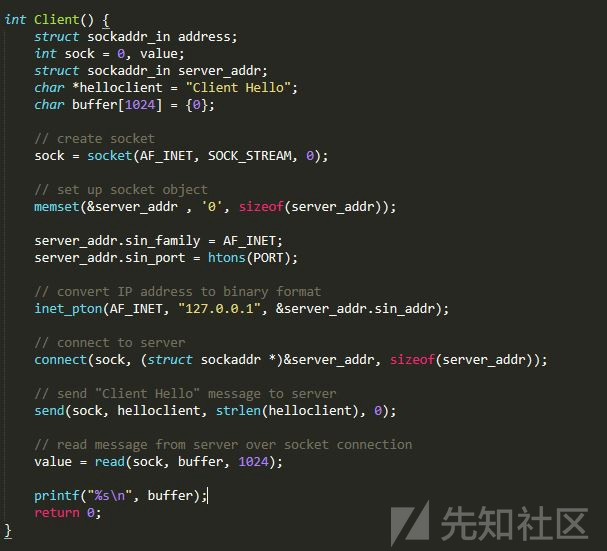 int Client() {
    struct sockaddr_in address;
    int sock = 0, value;
    struct sockaddr_in server_addr;
    char *helloclient = "Client Hello";
    char buffer[1024] = {0};

    // create socket
    sock = socket(AF_INET, SOCK_STREAM, 0);

    // set up socket object
    memset(&server_addr , '0', sizeof(server_addr));

    server_addr.sin_family = AF_INET;
    server_addr.sin_port = htons(PORT);

    // convert IP address to binary format
    inet_pton(AF_INET, "127.0.0.1", &server_addr.sin_addr);

    // connect to server
    connect(sock, (struct sockaddr *)&server_addr, sizeof(server_addr));

    // send "Client Hello" message to server
    send(sock, helloclient, strlen(helloclient), 0);

    // read message from server over socket connection
    value = read(sock, buffer, 1024);

    printf("%s\n", buffer);
    return 0;
}
先知社区